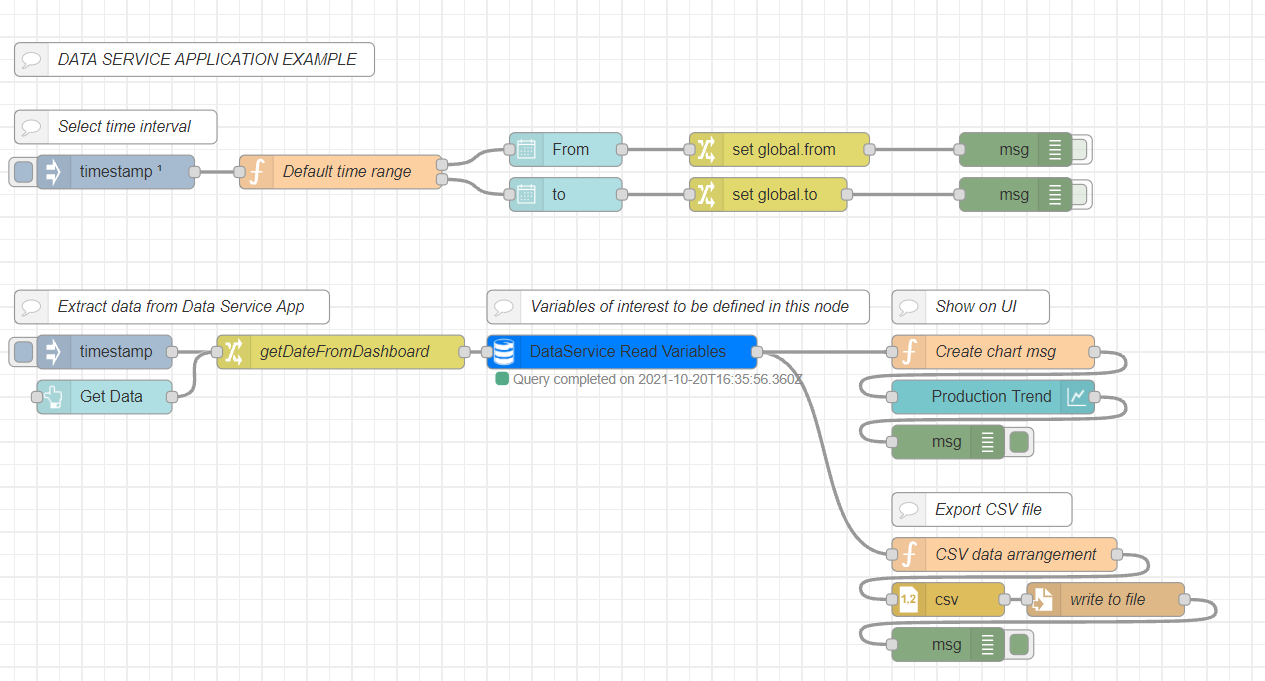 DATA SERVICE APPLICATION EXAMPLE
Select time interval
timestamp ¹
Default time range
From
set global.from
msg
to
set global.to
msg
Extract data from Data Service App
Variables of interest to be defined in this node
Show on UI
timestamp
getDateFromDashboard
DataService Read Variables
Create chart msg
Query completed on 2021-10-20T16:35:56.360Z
Get Data
Production Trend
msg
Export CSV file
CSV data arrangement
1,2
csv
write to file
msg